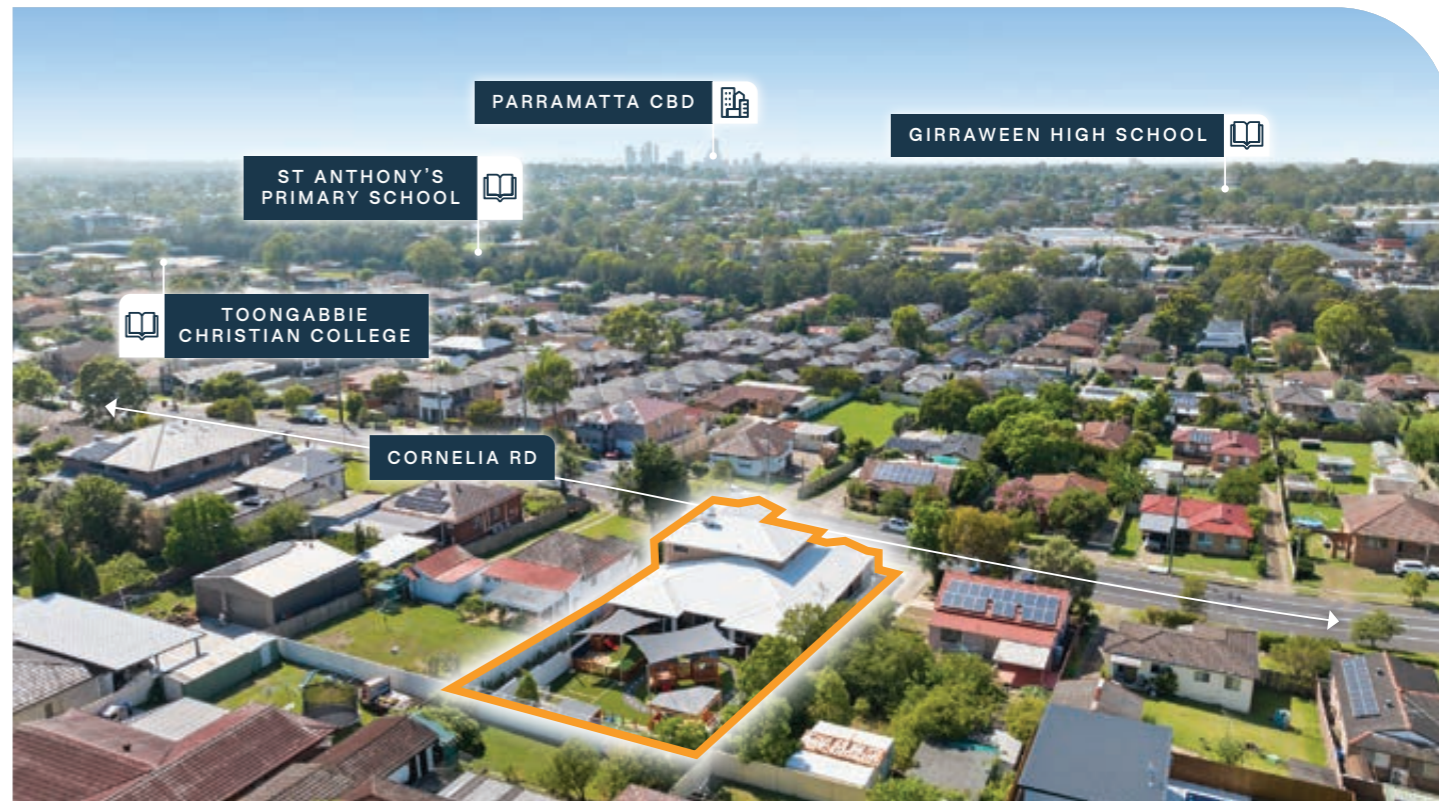 PARRAMATTA CBD
GIRRAWEEN HIGH SCHOOL
ST ANTHONY'S
PRIMARY SCHOOL
TOONGABBIE
CHRISTIAN COLLEGE
CORNELIA RD